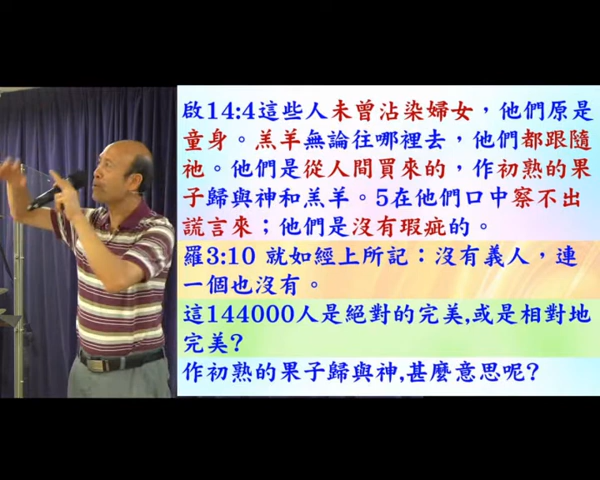 啟14:4這些人未曾沾染婦女，他們原是
童身。羔羊無論往哪裡去，他們都跟隨
祂。他們是從人間買來的，作初熟的果
子歸與神和羔羊。5在他們口中察不出
謊言來；他們是沒有瑕疵的。
羅3:10 就如經上所記：沒有義人，連
一個也沒有。
這144000人是絕對的完美,或是相對地
完美?
作初熟的果子歸與神,甚麼意思呢?